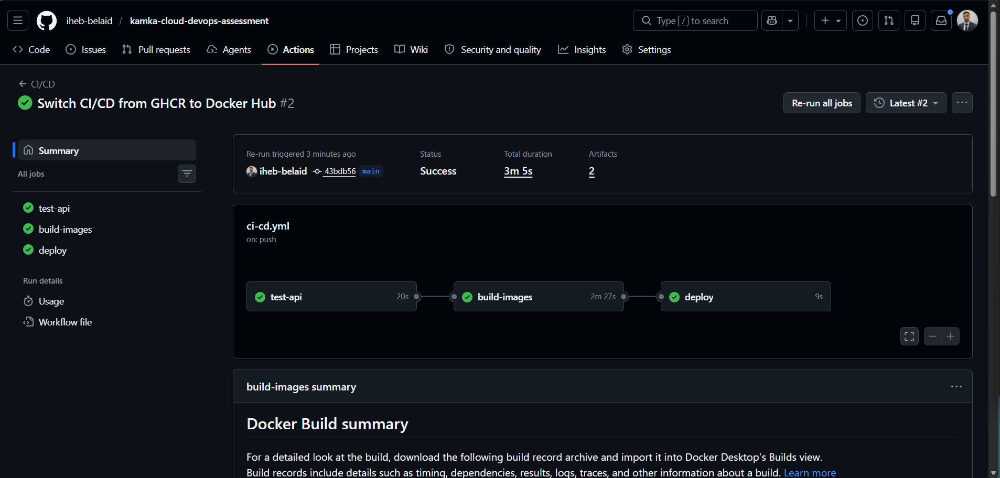 iheb-belaid / kamka-cloud-devops-assessment
Type / to search
Code Issues Pull requests Agents Actions Projects Wiki Security and quality Insights Settings
CI/CD
Switch CI/CD from GHCR to Docker Hub #2
Re-run all jobs
Latest #2
Summary
All jobs
test-api
build-images
deploy
Run details
Usage
Workflow file
Re-run triggered 3 minutes ago
iheb-belaid 43bdb56 main
Status
Success
Total duration
3m 5s
Artifacts
2
ci-cd.yml
on: push
test-api 20s
build-images 2m 27s
deploy 9s
build-images summary
Docker Build summary
For a detailed look at the build, download the following build record archive and import it into Docker Desktop's Builds view.
Build records include details such as timing, dependencies, results, logs, traces, and other information about a build. Learn more